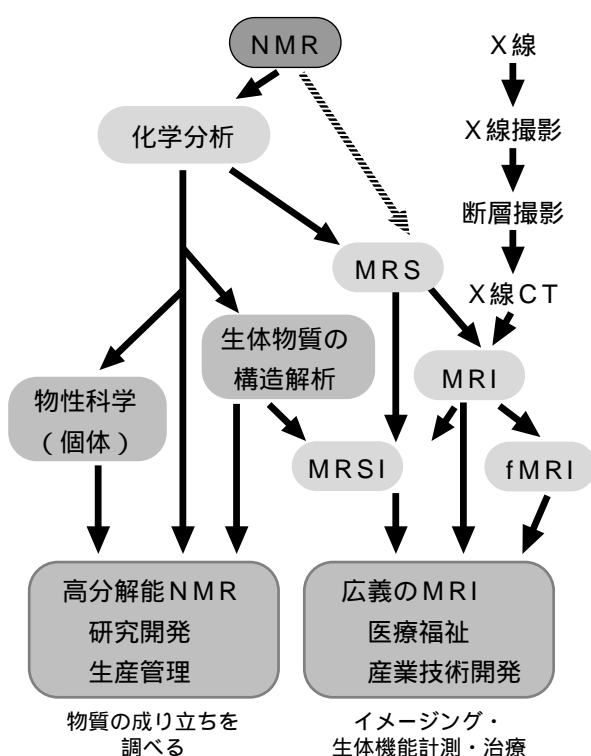 NMR
X線
化学分析
X線撮影
断層撮影
MRS
X線CT
生体物質の
構造解析
MRI
物性科学
(個体)
MRSI
fMRI
高分解能NMR
研究開発
生産管理
広義のMRI
医療福祉
産業技術開発
物質の成り立ちを
調べる
イメージング・
生体機能計測・治療